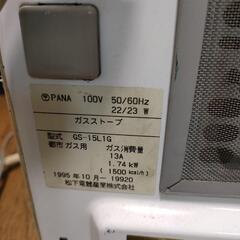 PANA 100V 50/60Hz
22/23 W
ガスストーブ
型式 GS-15L1G
都市ガス用 ガス消費量
13A
1.74 kW
(1500 kcal/h)
1995年10月－19920
松下電器産業株式会社